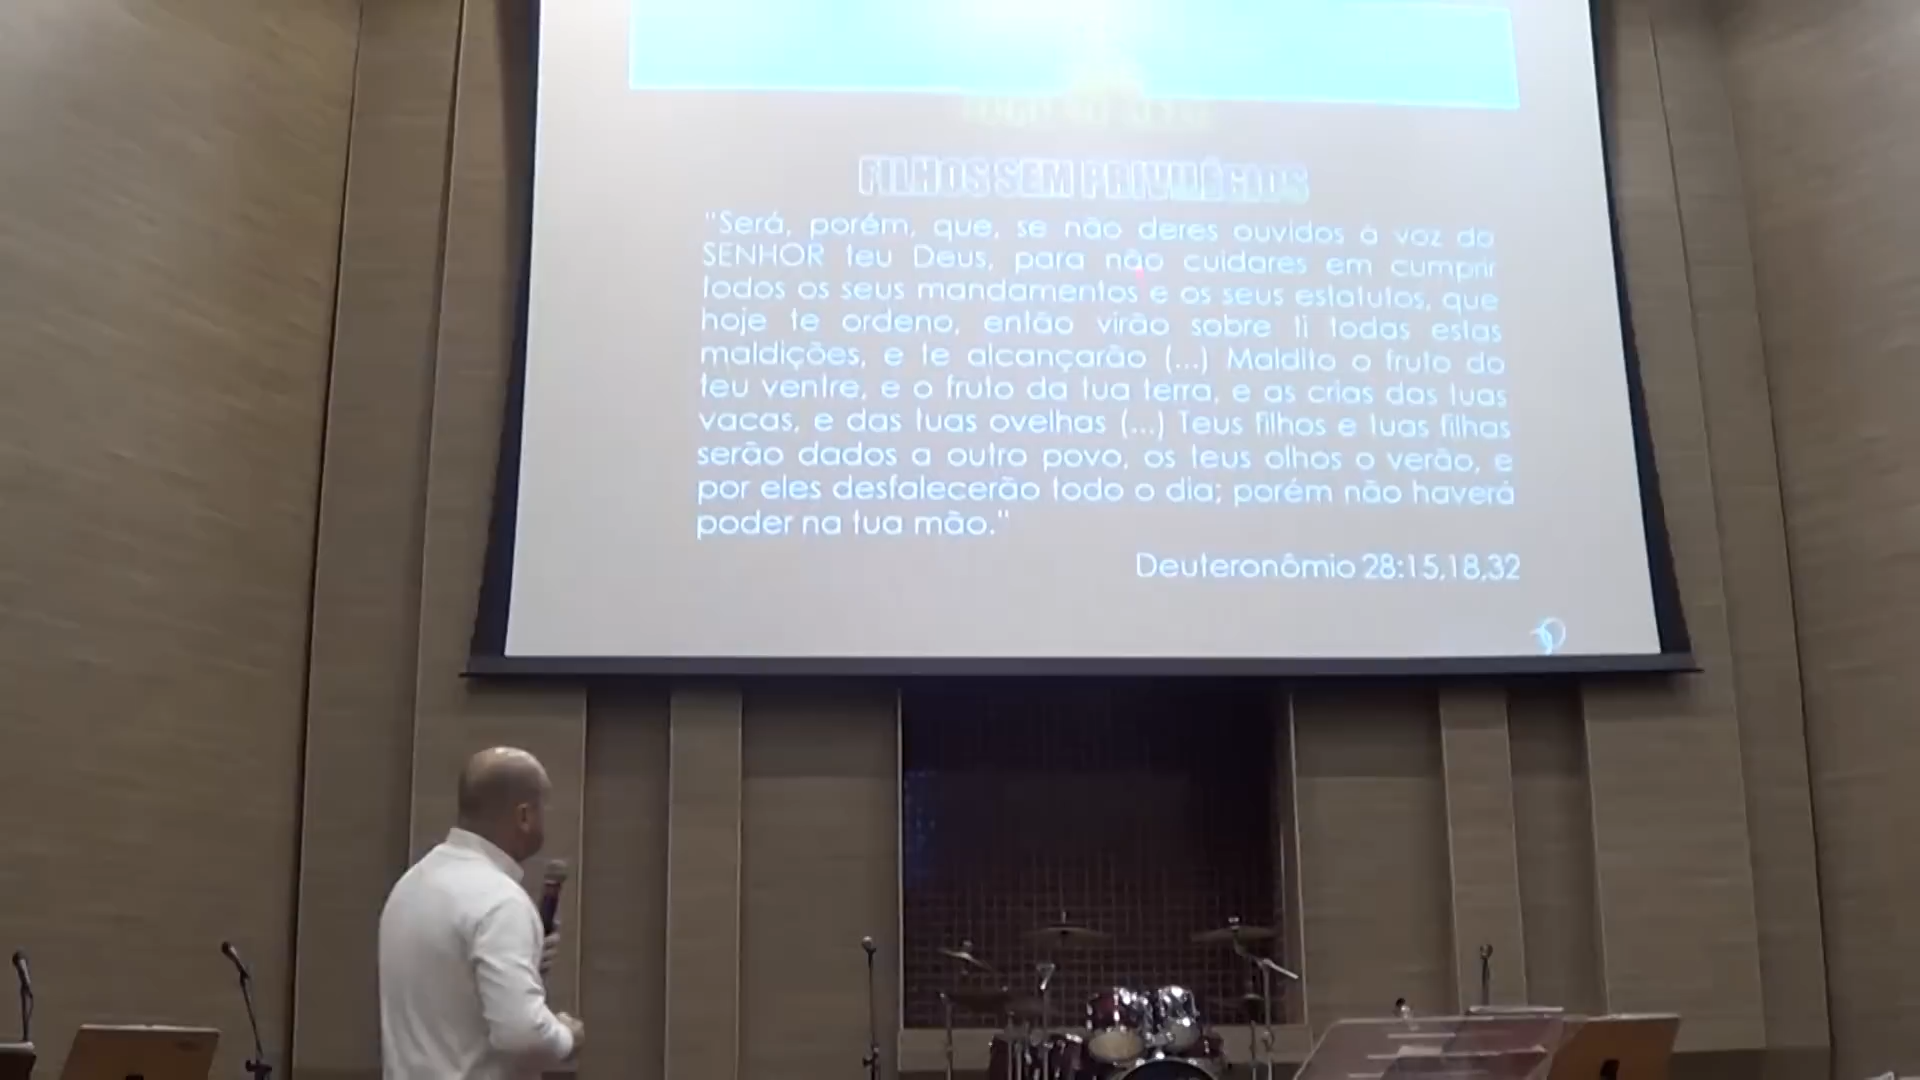 FILHOS SEM PRIVILÉGIOS
"Será, porém, que, se não deres ouvidos à voz do
SENHOR teu Deus, para não cuidares em cumprir
todos os seus mandamentos e os seus estatutos, que
hoje te ordeno, então virão sobre ti todas estas
maldições, e te alcançarão (...) Maldito o fruto do
teu ventre, e o fruto da tua terra, e as crias das tuas
vacas, e das tuas ovelhas (...) Teus filhos e tuas filhas
serão dados a outro povo, os teus olhos o verão, e
por eles desfalecerão todo o dia; porém não haverá
poder na tua mão."
Deuteronômio 28:15,18,32